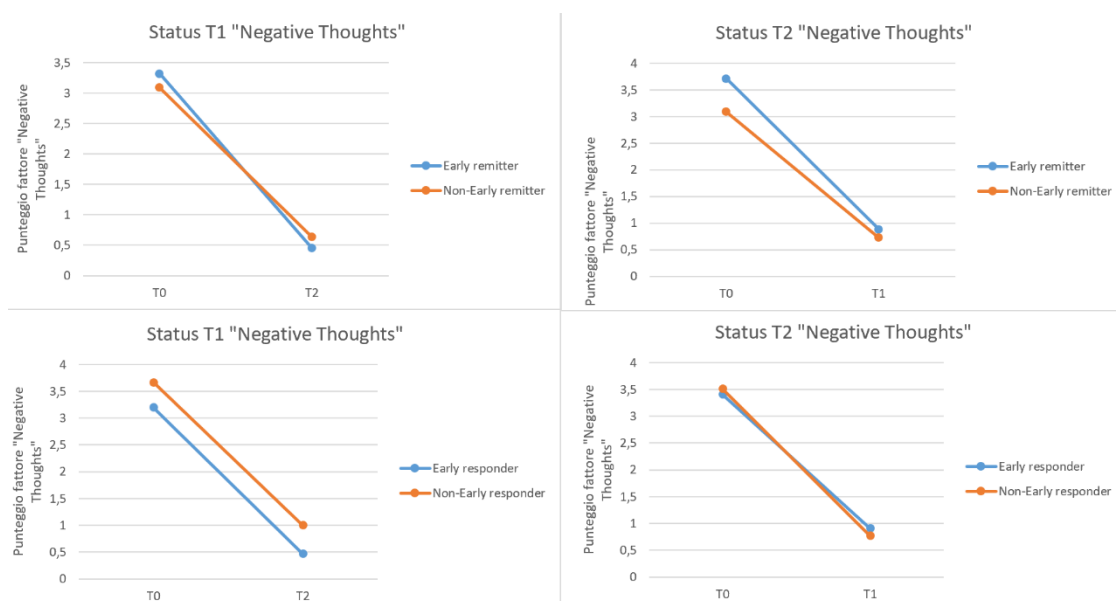 Status T1 "Negative Thoughts"
Punteggio fattore "Negative
Thoughts"
3,5
3
2,5
2
1,5
1
0,5
0
T0
T2
Early remitter
Non-Early remitter
Status T2 "Negative Thoughts"
Punteggio fattore "Negative
Thoughts"
4
3,5
3
2,5
2
1,5
1
0,5
0
T0
T1
Early remitter
Non-Early remitter
Status T1 "Negative Thoughts"
Punteggio fattore "Negative
Thoughts"
4
3,5
3
2,5
2
1,5
1
0,5
0
T0
T2
Early responder
Non-Early responder
Status T2 "Negative Thoughts"
Punteggio fattore "Negative
Thoughts"
4
3,5
3
2,5
2
1,5
1
0,5
0
T0
T1
Early responder
Non-Early responder